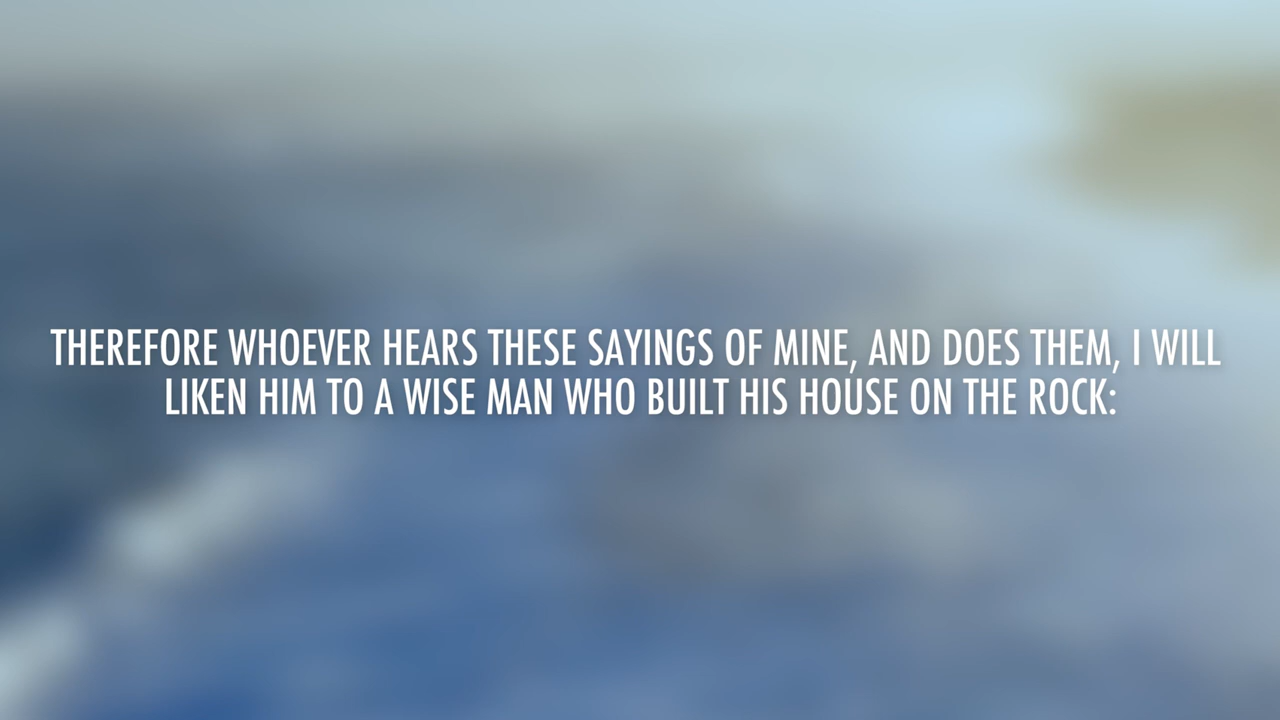 THEREFORE WHOEVER HEARS THESE SAYINGS OF MINE, AND DOES THEM, I WILL
LIKEN HIM TO A WISE MAN WHO BUILT HIS HOUSE ON THE ROCK: